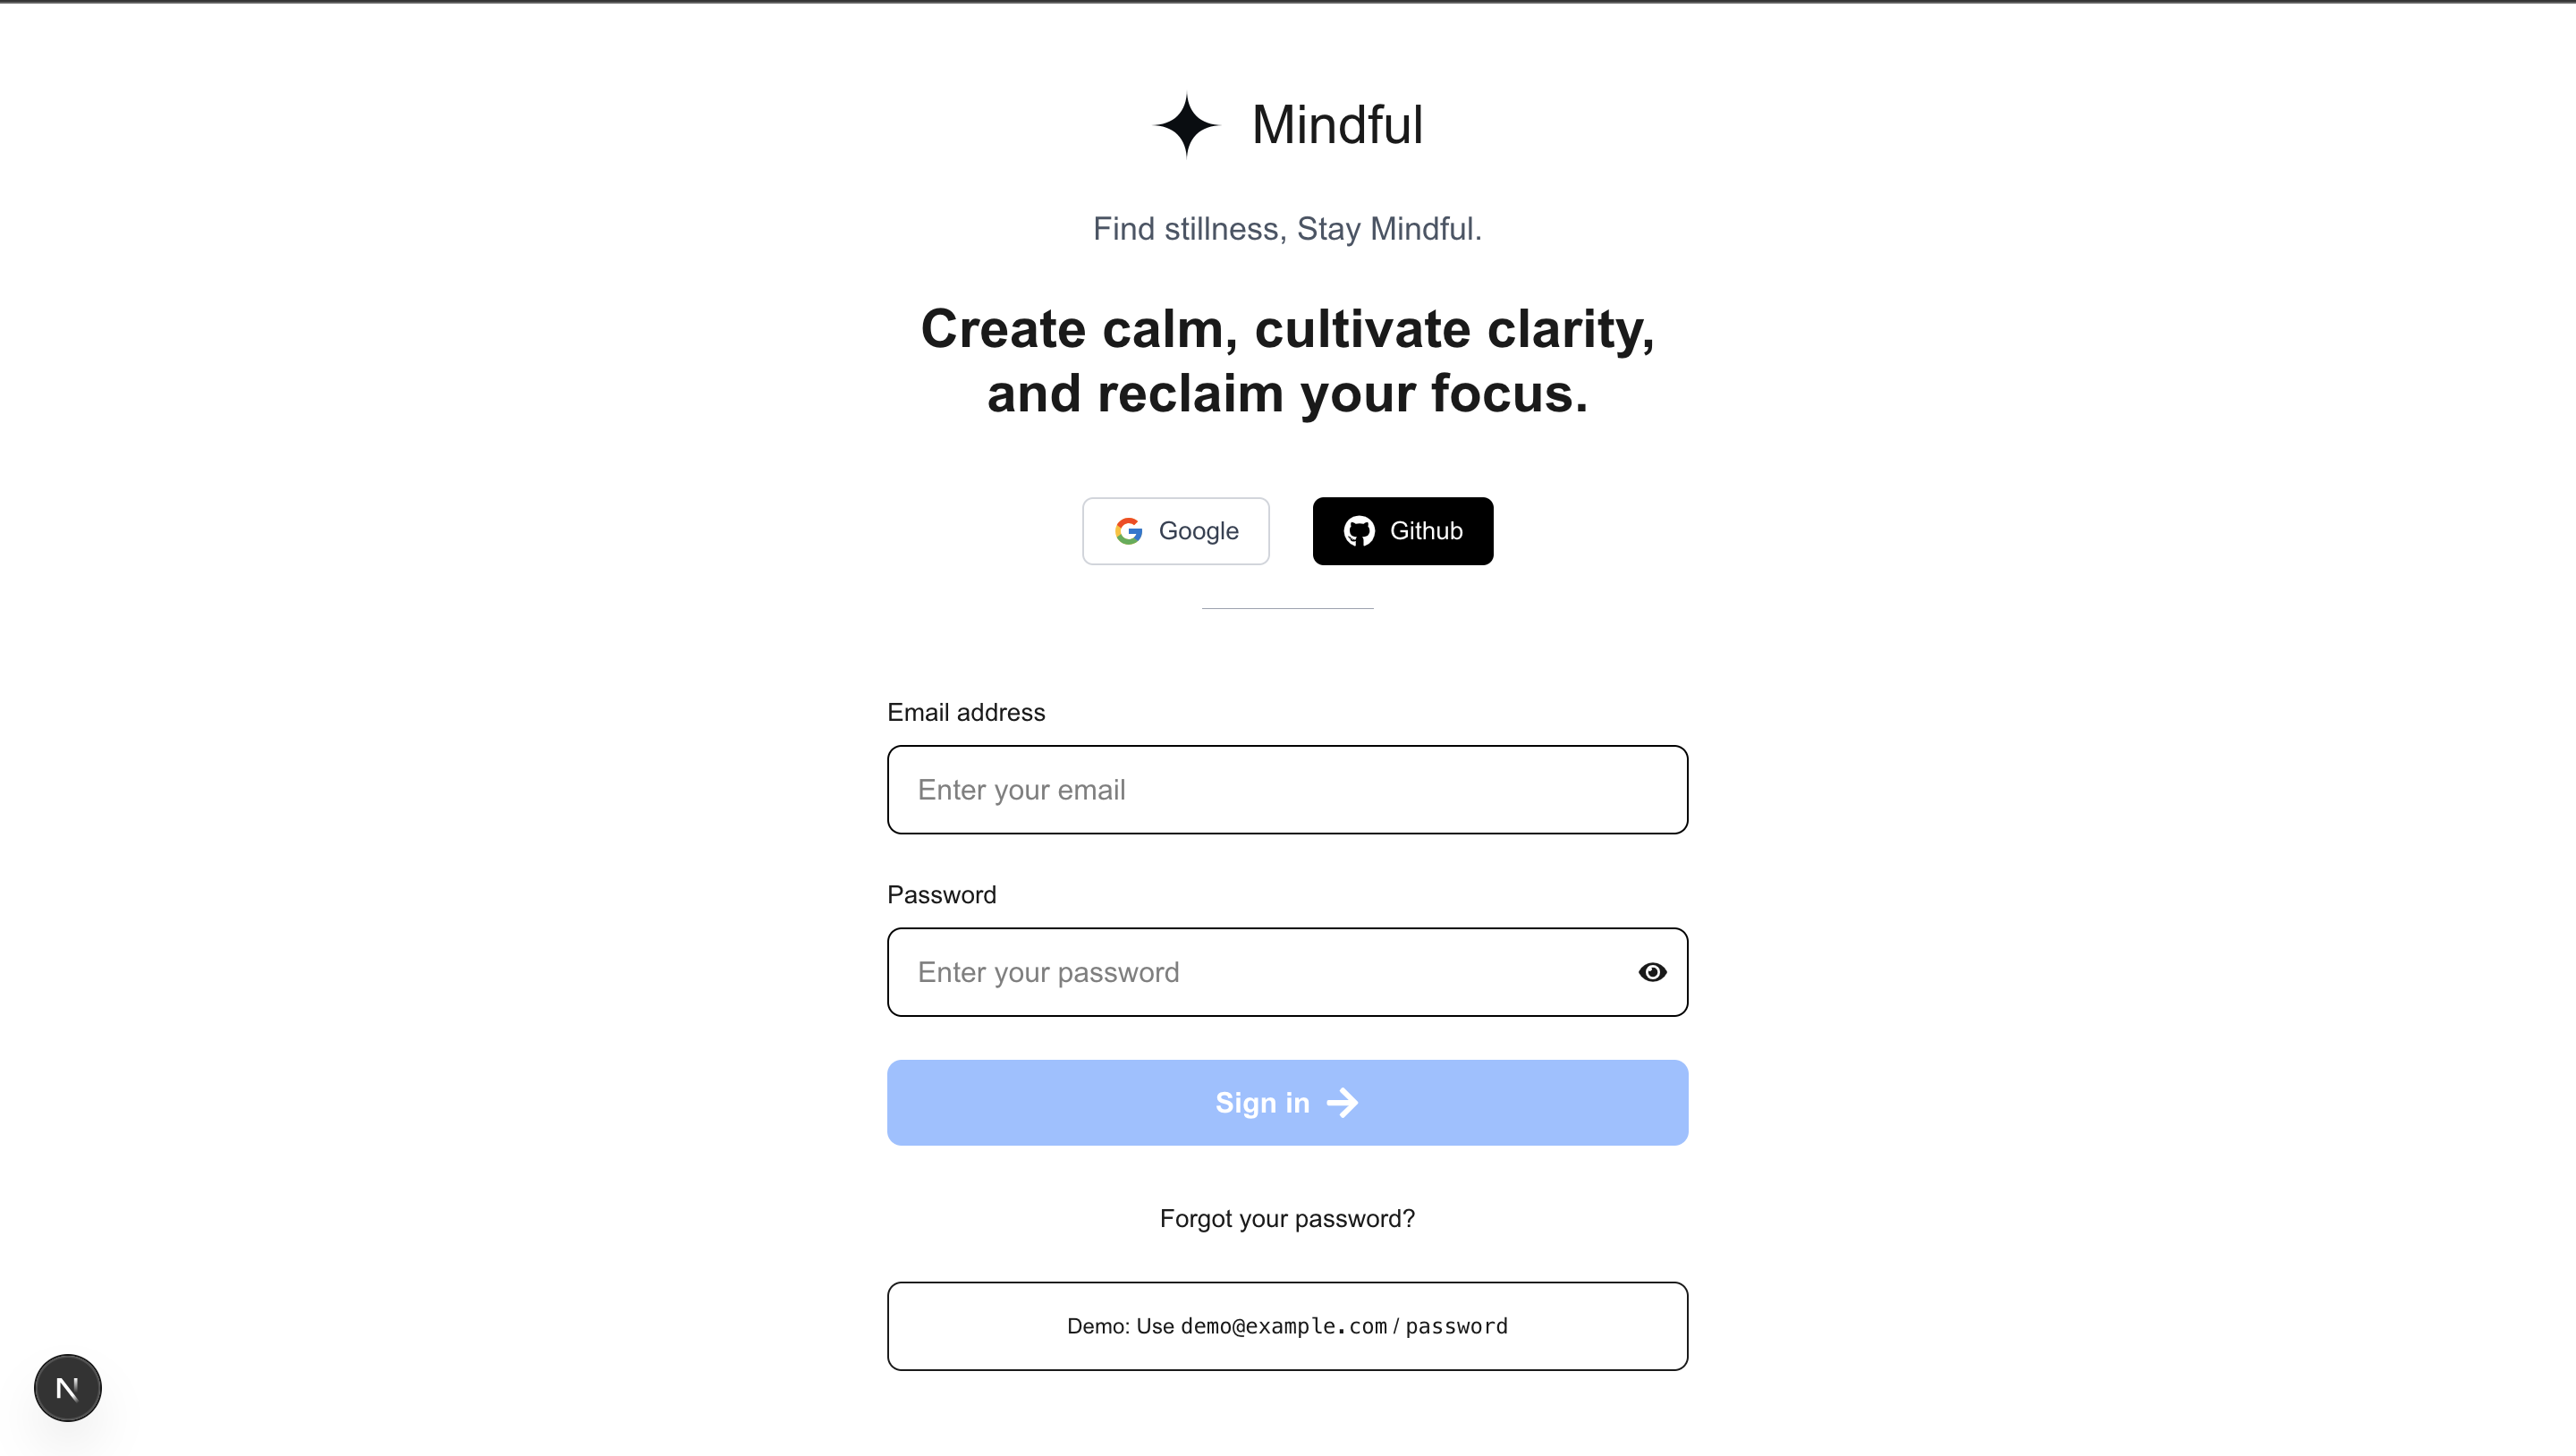 Mindful
Find stillness, Stay Mindful.
Create calm, cultivate clarity,
and reclaim your focus.
Google
Github
Email address
Enter your email
Password
Enter your password
Sign in
Forgot your password?
Demo: Use demo@example.com / password
N